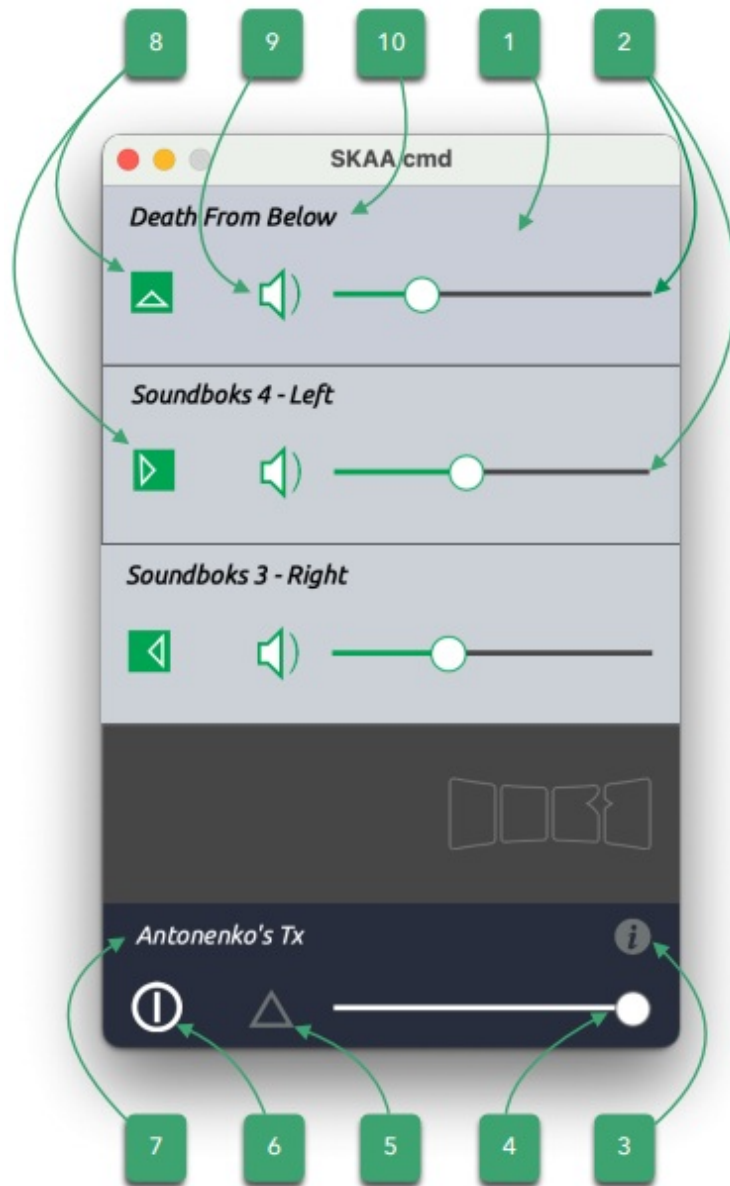 8 9 10 1 2
SKAA cmd
Death From Below
Soundboks 4 - Left
Soundboks 3 - Right
Antonenko's Tx
i
7 6 5 4 3